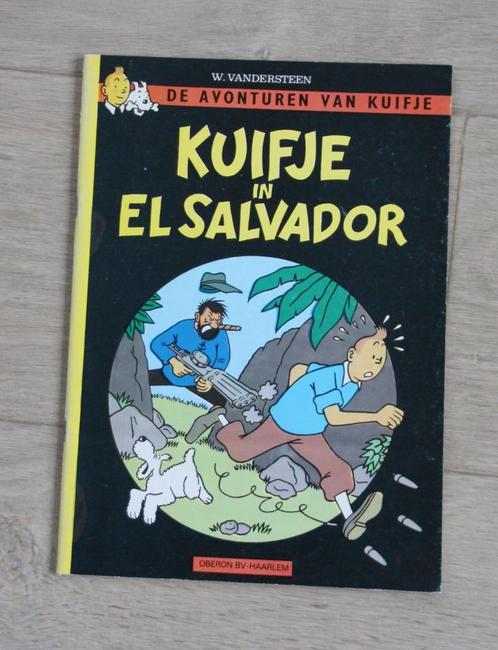 W. VANDERSTEEN
DE AVONTUREN VAN KUIFJE
KUIFJE
IN
EL SALVADOR
OBERON BV-HAARLEM